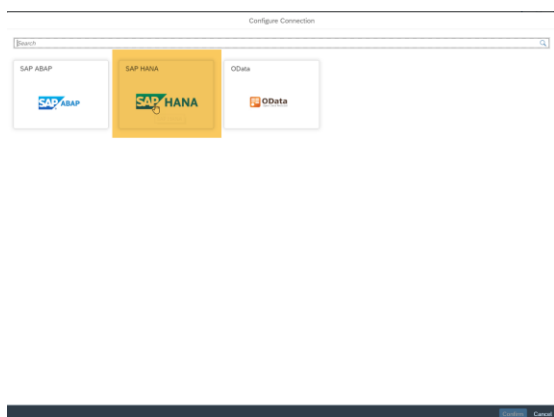 Configure Connection
Search
SAP ABAP
SAP HANA
OData
SAP ABAP
SAP HANA
OData
Confirm Cancel